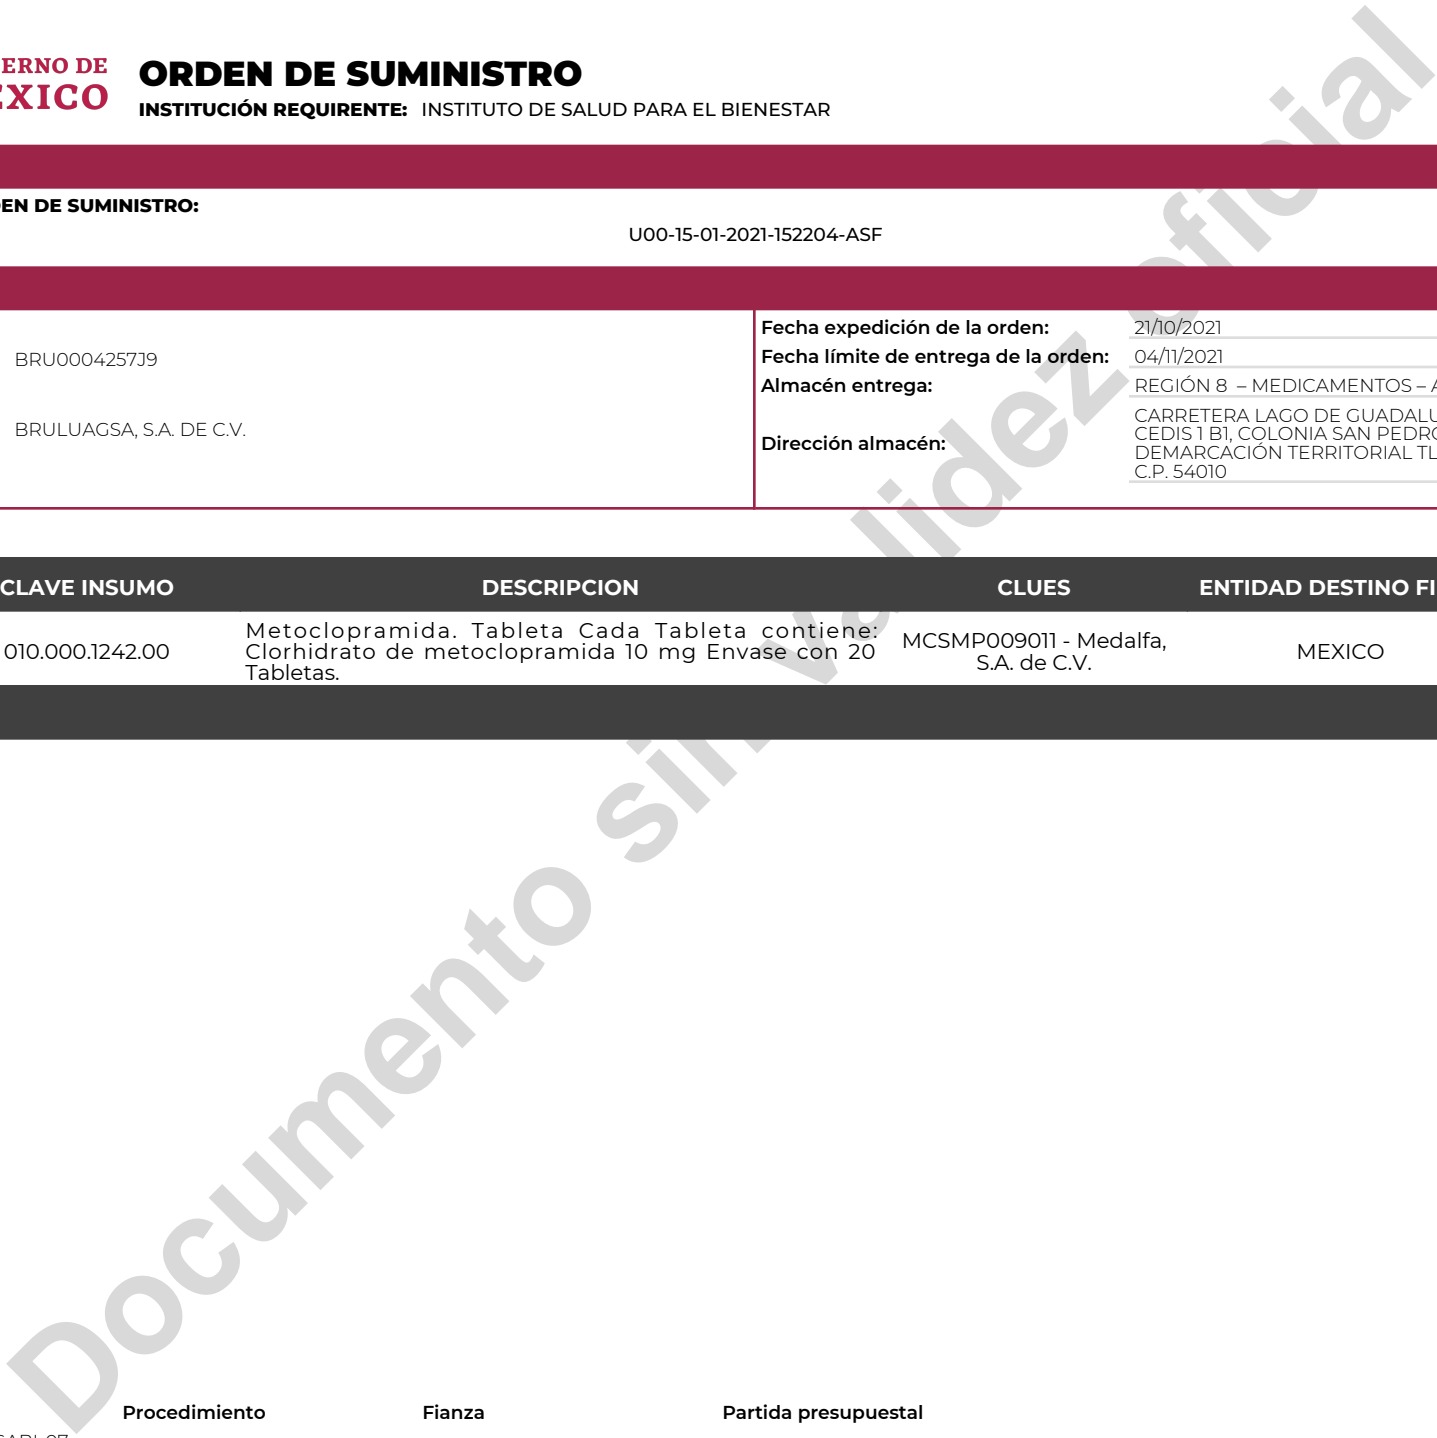 ERNO DE
EXICO
ORDEN DE SUMINISTRO
INSTITUCIÓN REQUIRENTE: INSTITUTO DE SALUD PARA EL BIENESTAR
EN DE SUMINISTRO:
U00-15-01-2021-152204-ASF
BRU0004257J9
BRULUAGSA, S.A. DE C.V.
Fecha expedición de la orden: 21/10/2021
Fecha límite de entrega de la orden: 04/11/2021
Almacén entrega: REGIÓN 8 – MEDICAMENTOS – A
Dirección almacén:
CARRETERA LAGO DE GUADALU
CEDIS 1 B1, COLONIA SAN PEDRO
DEMARCACIÓN TERRITORIAL TL
C.P. 54010
CLAVE INSUMO DESCRIPCION CLUES ENTIDAD DESTINO FI
010.000.1242.00
Metoclopramida. Tableta Cada Tableta contiene:
Clorhidrato de metoclopramida 10 mg Envase con 20
Tabletas.
MCSMP009011 - Medalfa,
S.A. de C.V.
MEXICO
Documento sin validez oficial
Procedimiento Fianza Partida presupuestal